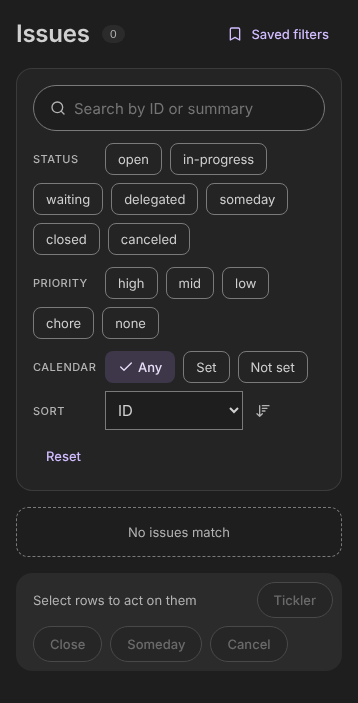 Issues 0 Saved filters
Search by ID or summary
STATUS open in-progress
waiting delegated someday
closed canceled
PRIORITY high mid low
chore none
CALENDAR Any Set Not set
SORT ID
Reset
No issues match
Select rows to act on them Tickler
Close Someday Cancel